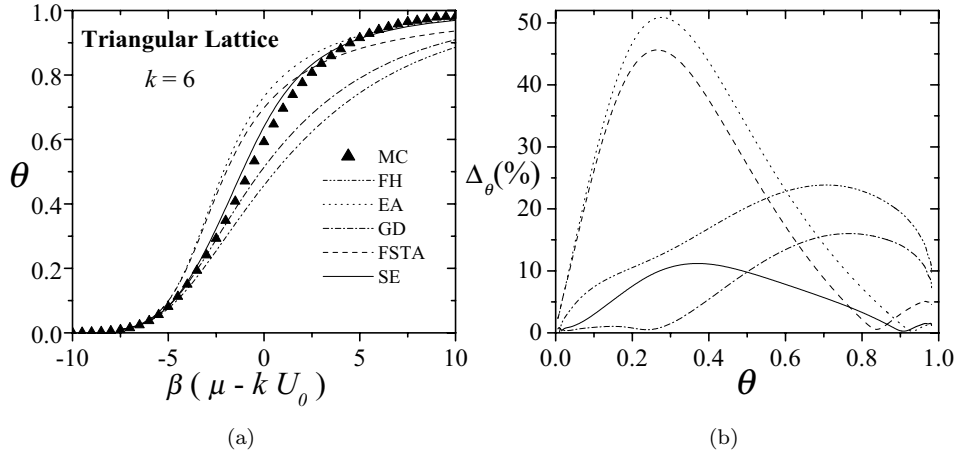 Triangular Lattice
k = 6
MC
FH
EA
GD
FSTA
SE
1.0
0.8
0.6
0.4
0.2
0.0
θ
-10 -5 0 5 10
β ( μ - k U0 )
(a)
50
40
30
20
10
0
Δθ(%)
0.0 0.2 0.4 0.6 0.8 1.0
θ
(b)